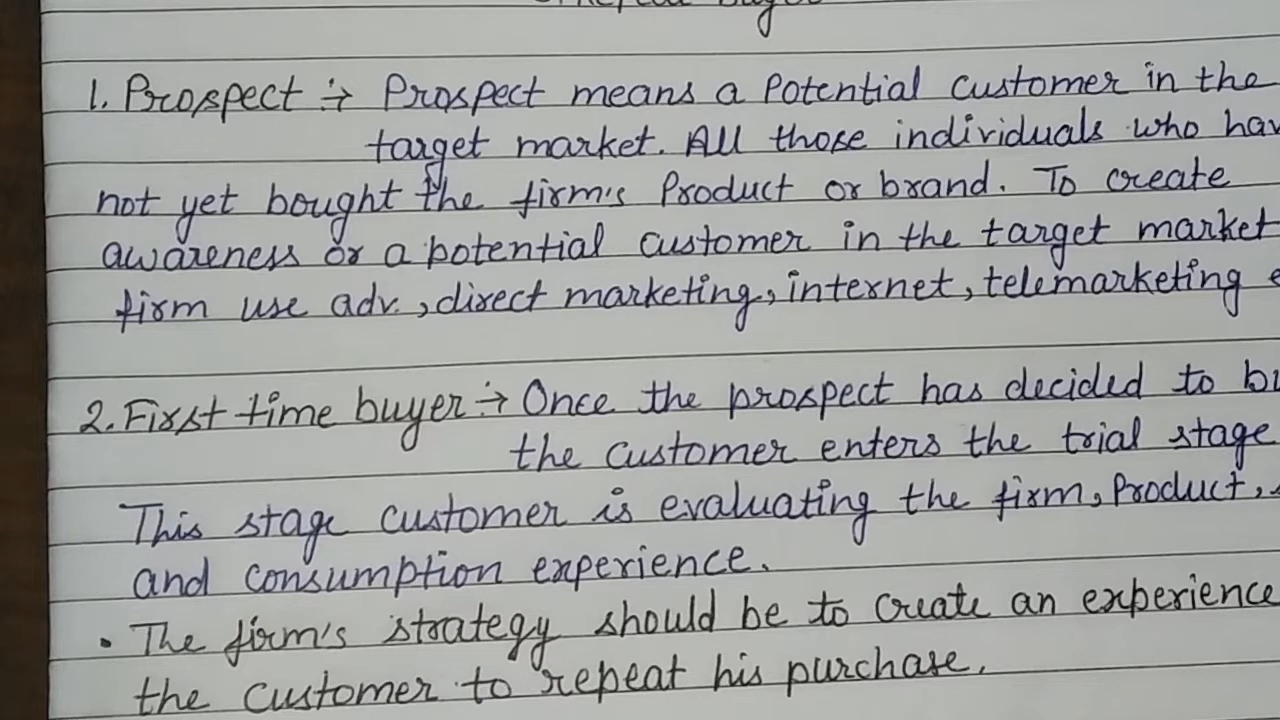 1. Prospect :→ Prospect means a Potential customer in the
target market. All those individuals who hav
not yet bought the firm's Product or brand. To create
awareness or a potential customer in the target market
firm use adv., direct marketing, internet, telemarketing
2. First time buyer :→ Once the prospect has decided to bu
the customer enters the trial stage
This stage customer is evaluating the firm, Product,
and consumption experience.
• The firm's strategy should be to create an experience
the customer to repeat his purchase.